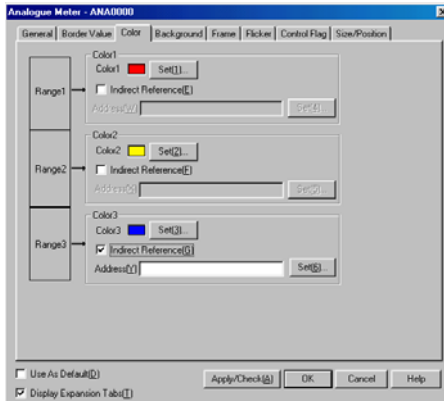 Analogue Meter - ANA0000
General Border Value Color Background Frame Flicker Control Flag Size/Position
Color1
Color1 Set(1)...
Range1
Indirect Reference(E)
Address(W) Set(4)...
Color2
Color2 Set(2)...
Range2
Indirect Reference(F)
Address(X) Set(5)...
Color3
Color3 Set(3)...
Range3
Indirect Reference(G)
Address(Y) Set(6)...
Use As Default(D)
Apply/Check(A) OK Cancel Help
Display Expansion Tabs(T)